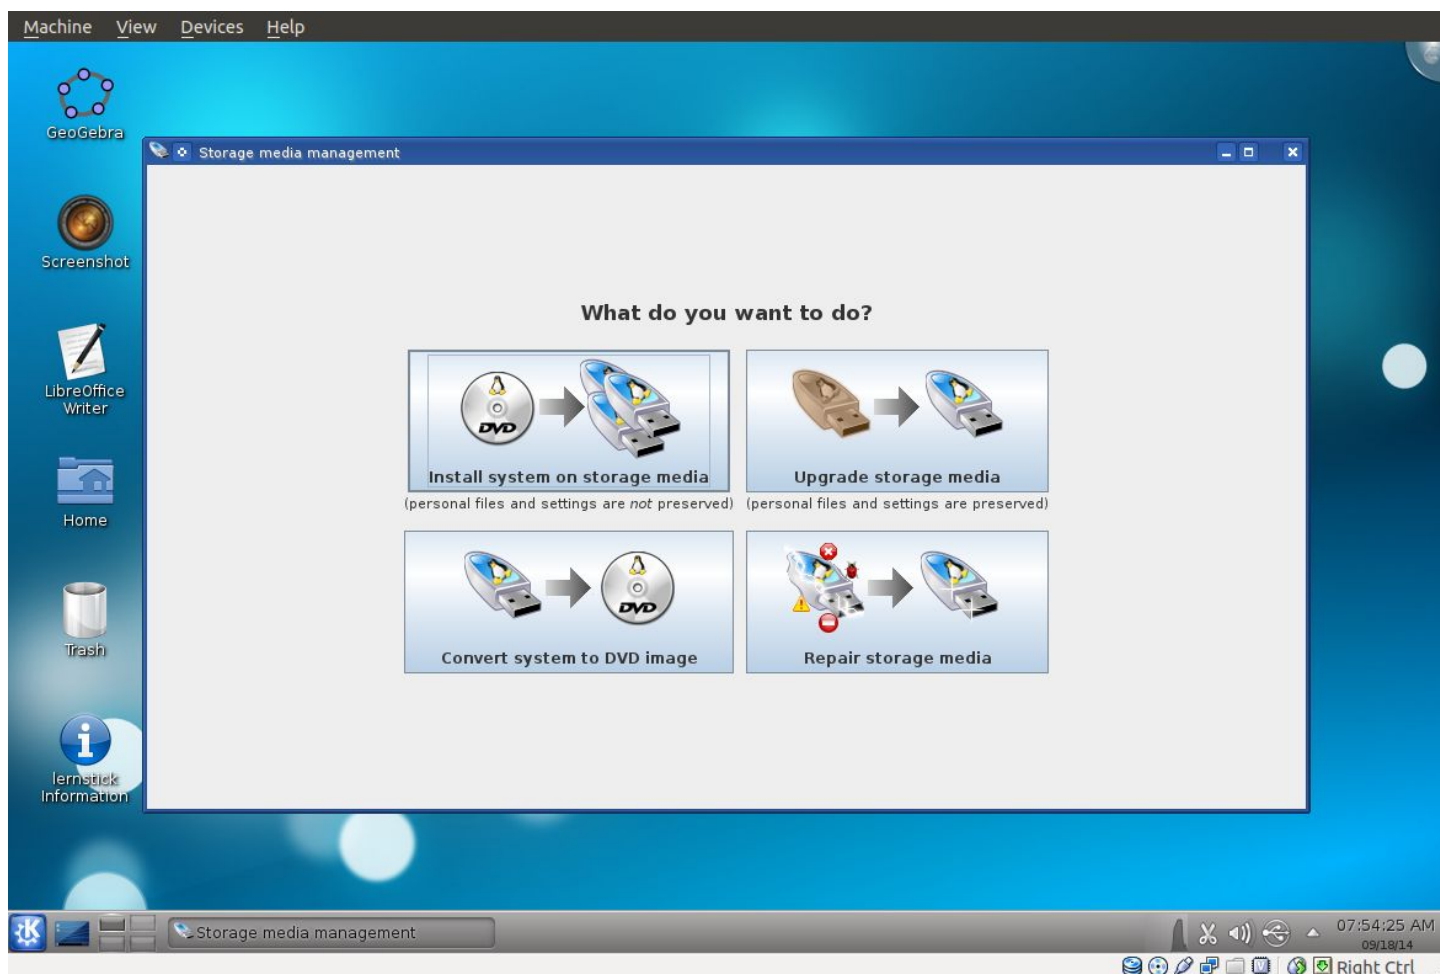 Machine View Devices Help
GeoGebra
Storage media management
Screenshot
What do you want to do?
LibreOffice
Writer
DVD
Install system on storage media
Upgrade storage media
(personal files and settings are not preserved)
(personal files and settings are preserved)
Home
DVD
Convert system to DVD image
Repair storage media
Trash
lernstick
Information
Storage media management
07:54:25 AM
09/18/14
Right Ctrl